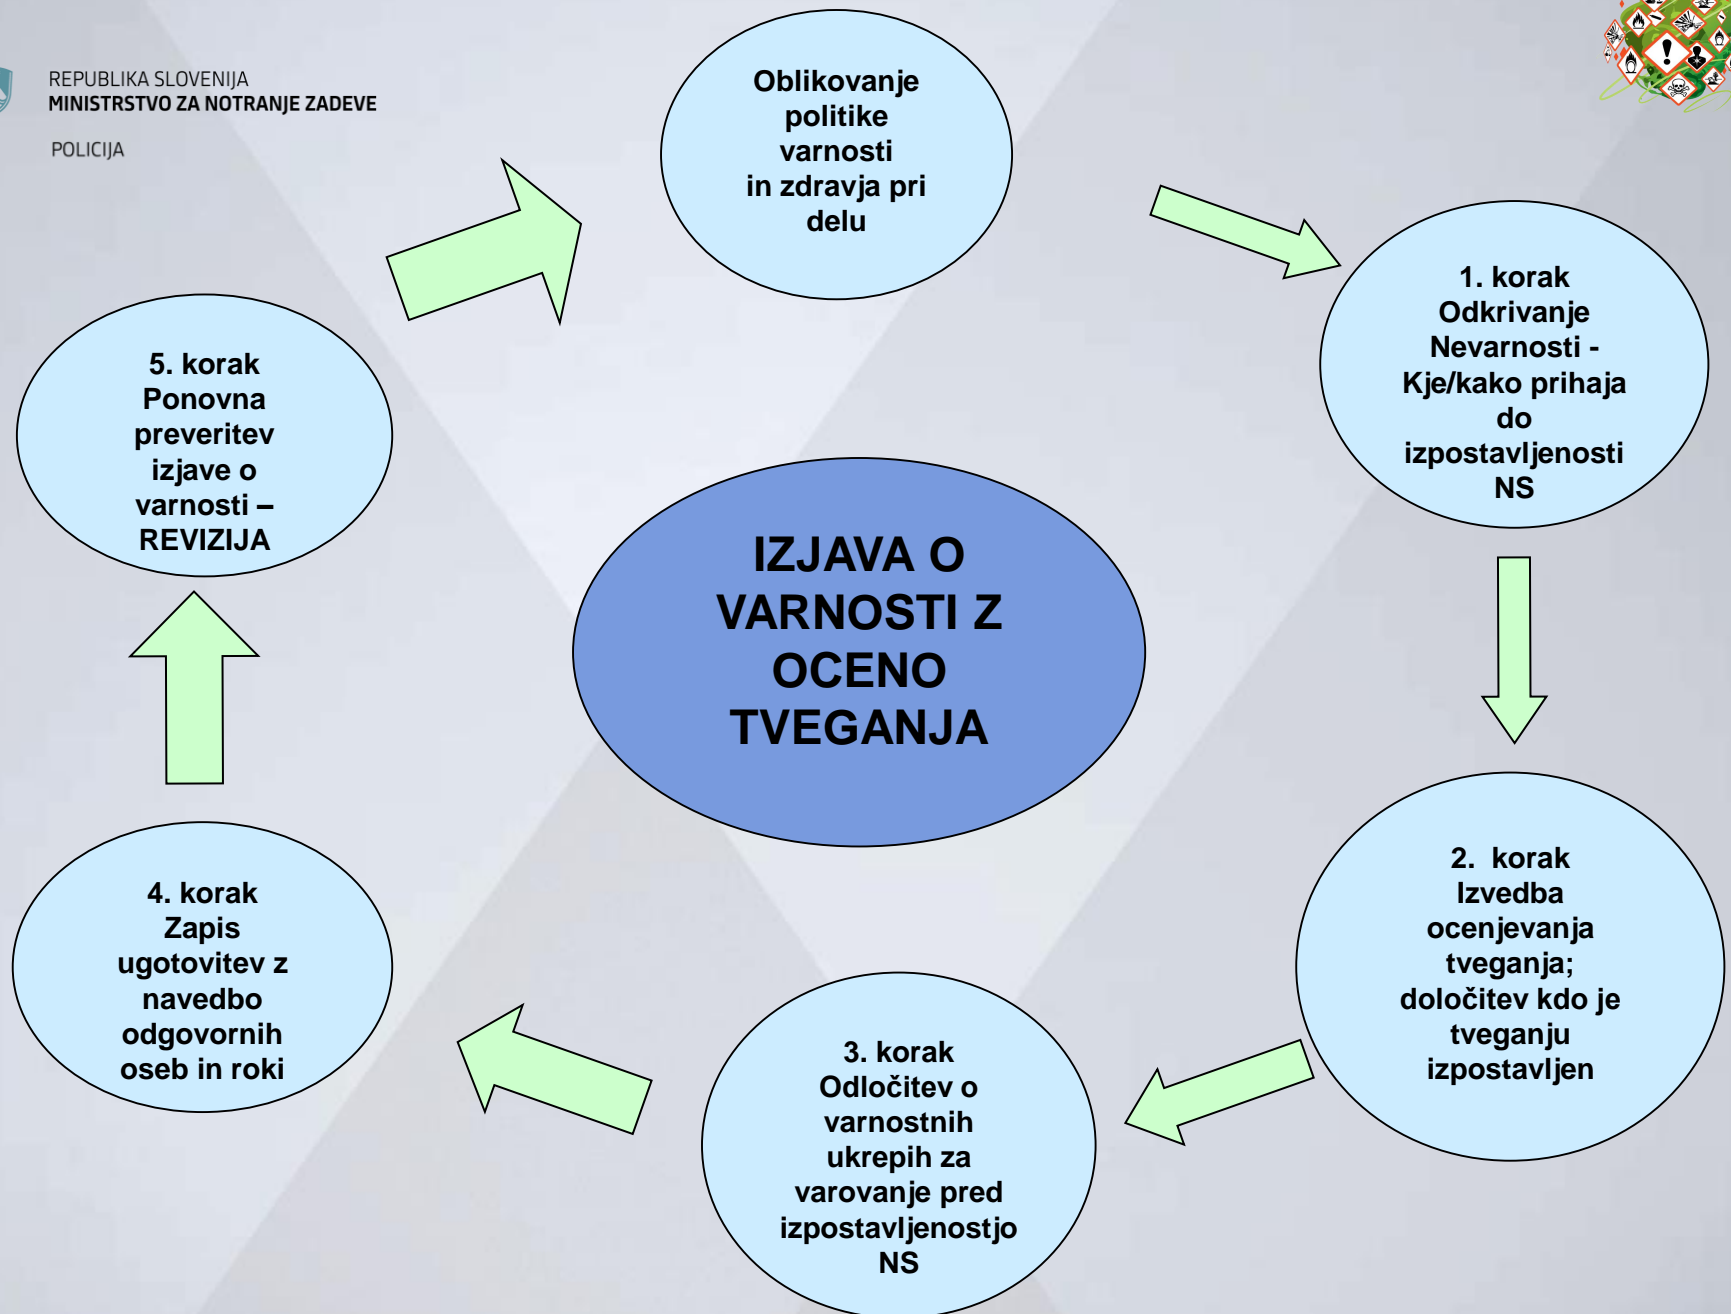 REPUBLIKA SLOVENIJA
MINISTRSTVO ZA NOTRANJE ZADEVE
POLICIJA
Oblikovanje
politike
varnosti
in zdravja pri
delu
1. korak
Odkrivanje
Nevarnosti -
Kje/kako prihaja
do
izpostavljenosti
NS
2. korak
Izvedba
ocenjevanja
tveganja;
določitev kdo je
tveganju
izpostavljen
3. korak
Odločitev o
varnostnih
ukrepih za
varovanje pred
izpostavljenostjo
NS
4. korak
Zapis
ugotovitev z
navedbo
odgovornih
oseb in roki
5. korak
Ponovna
preveritev
izjave o
varnosti –
REVIZIJA
IZJAVA O
VARNOSTI Z
OCENO
TVEGANJA